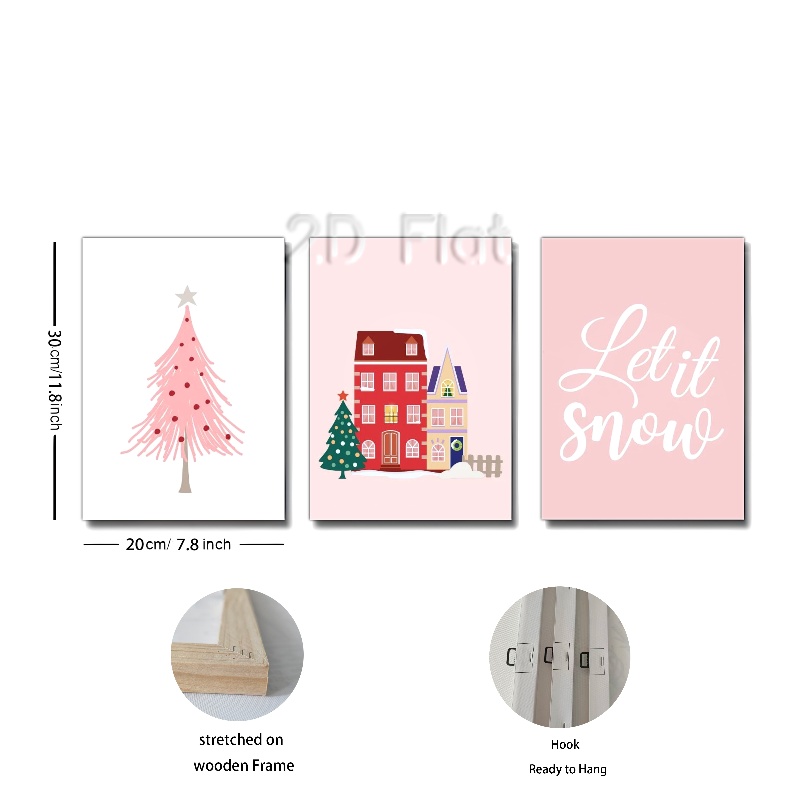 2.D Flat
Let it
snow
30cm/11.8inch
20cm/ 7.8 inch
stretched on
wooden Frame
Hook
Ready to Hang